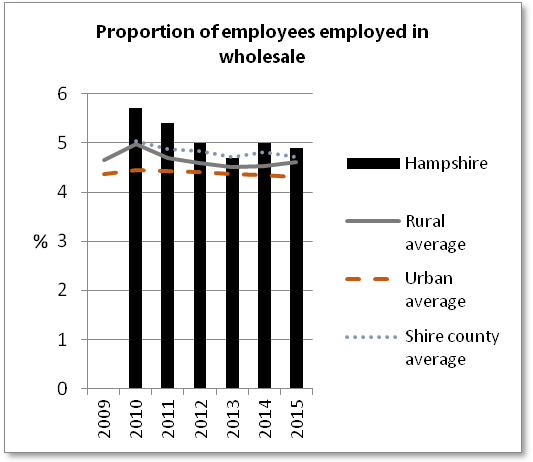 Proportion of employees employed in
wholesale
6
5
4
3
2
1
0
%
2009
2010
2011
2012
2013
2014
2015
Hampshire
Rural
average
Urban
average
Shire county
average